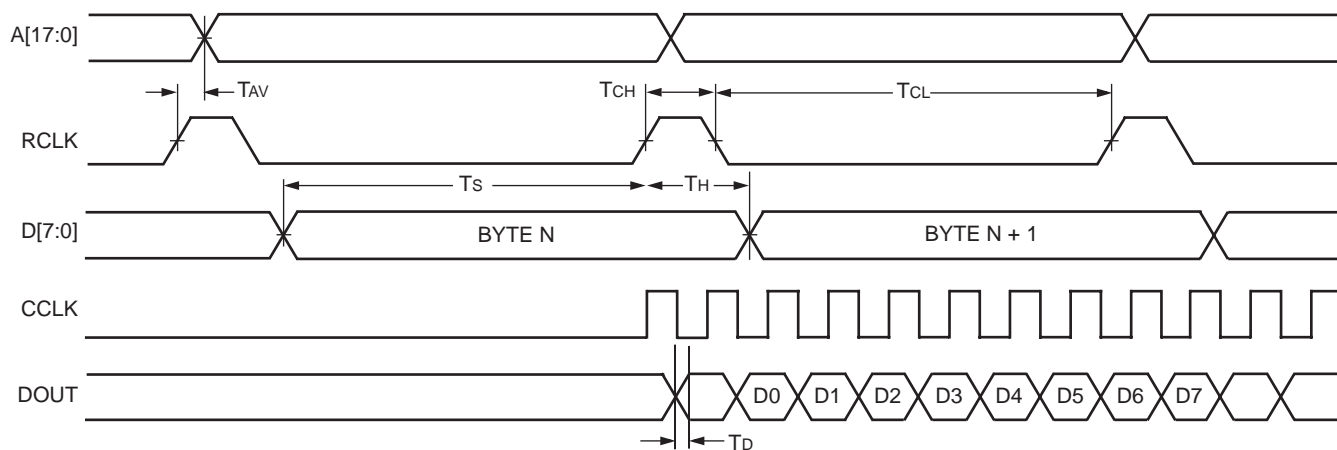 A[17:0]
TAV
TCH
TCL
RCLK
TS
TH
D[7:0]
BYTE N
BYTE N + 1
CCLK
DOUT
D0
D1
D2
D3
D4
D5
D6
D7
TD